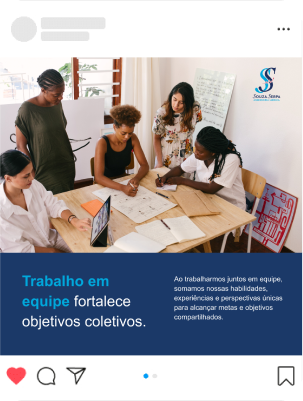 Souza Serpa
Trabalho em
equipe fortalece
objetivos coletivos.
Ao trabalharmos juntos em equipe,
somamos nossas habilidades,
experiências e perspectivas únicas
para alcançar metas e objetivos
compartilhados.